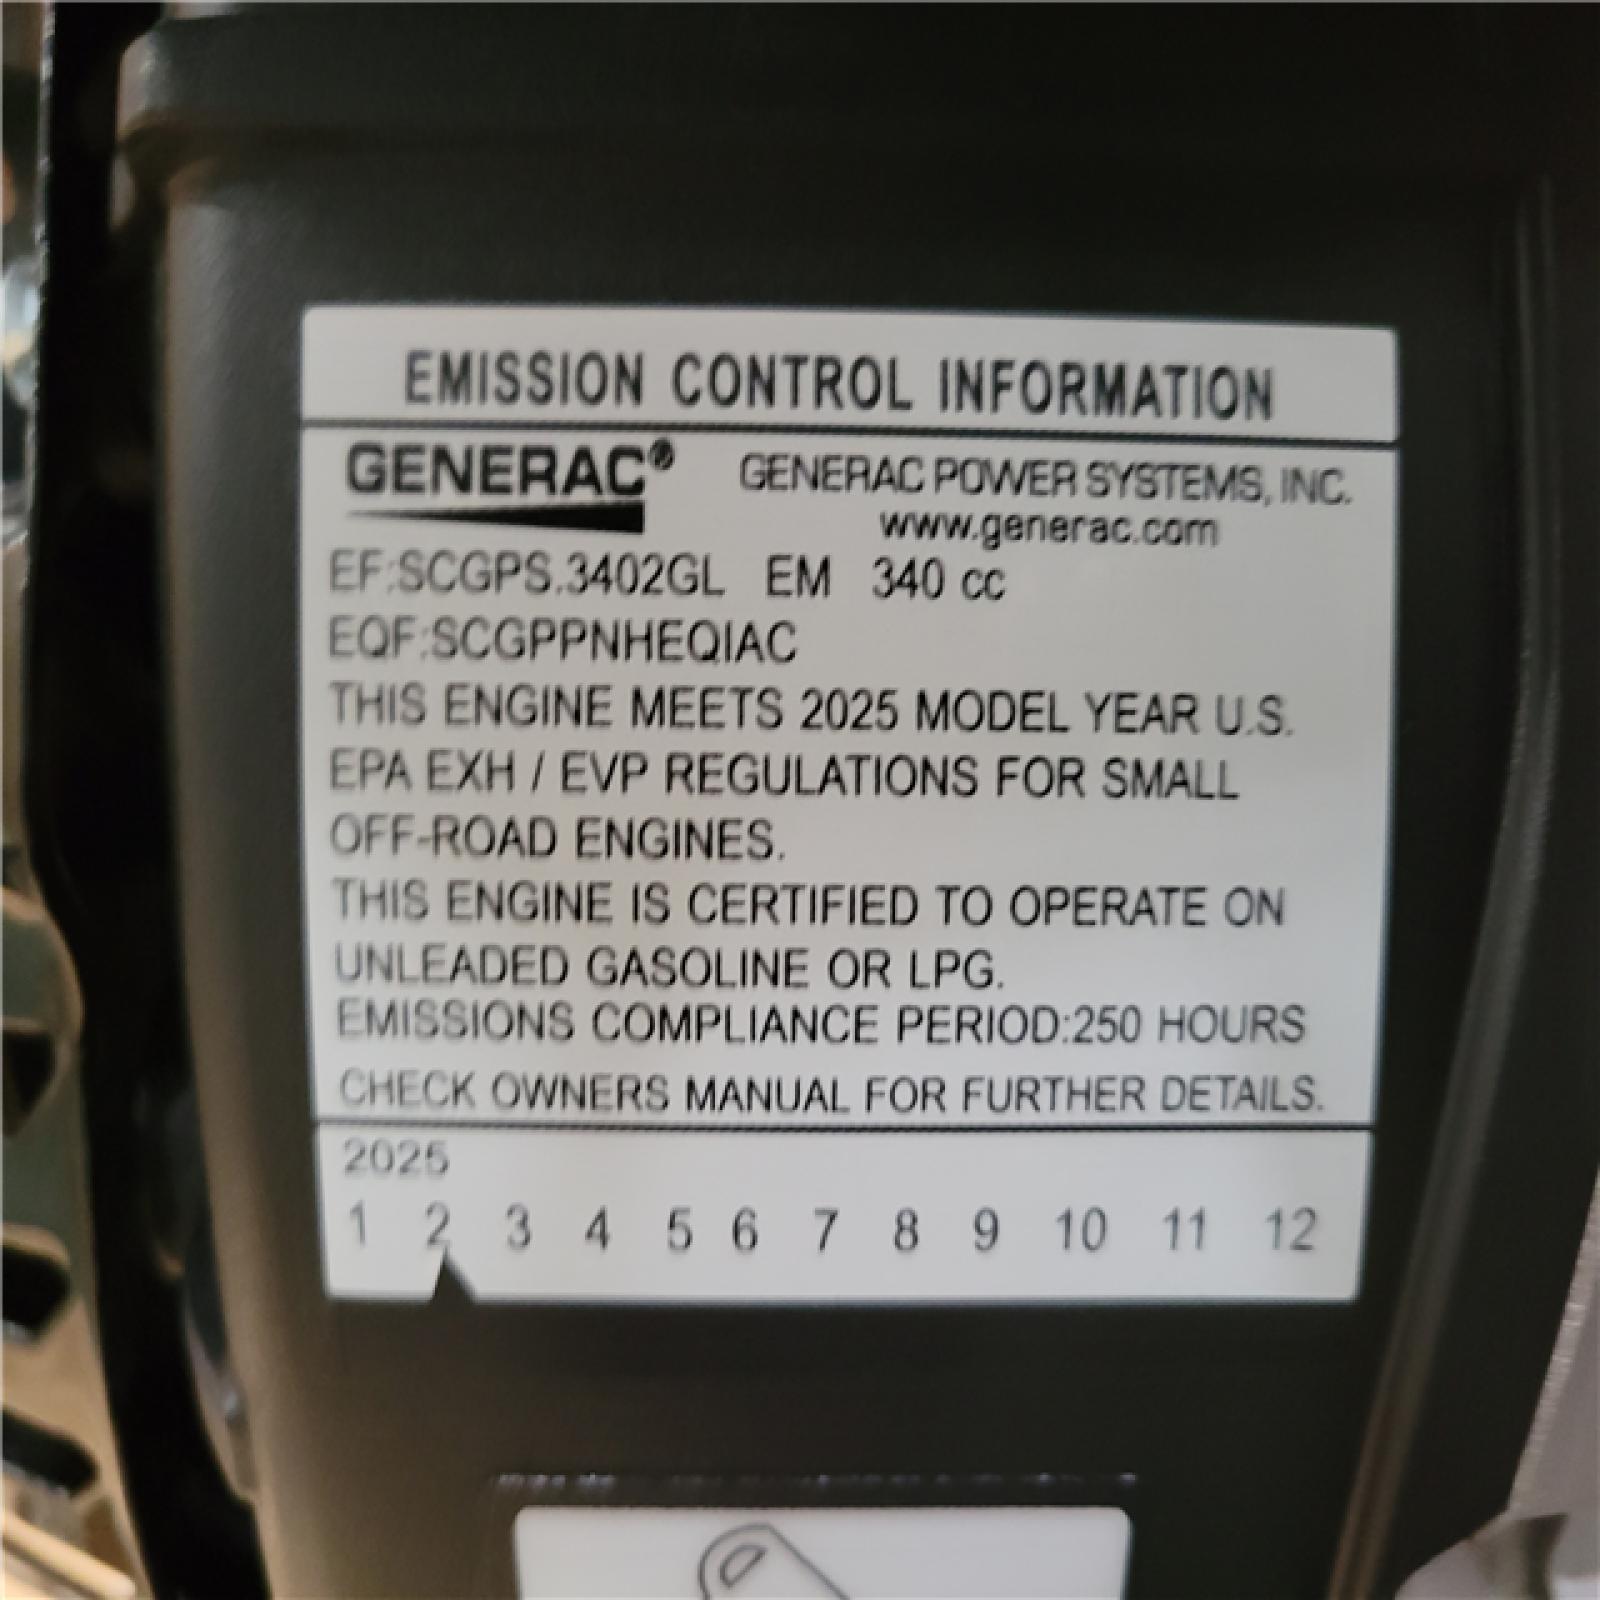 EMISSION CONTROL INFORMATION
GENERAC® GENERAC POWER SYSTEMS, INC.
www.generac.com
EF:SCGPS.3402GL EM 340 cc
EQF:SCGPPNHEQIAC
THIS ENGINE MEETS 2025 MODEL YEAR U.S.
EPA EXH / EVP REGULATIONS FOR SMALL
OFF-ROAD ENGINES.
THIS ENGINE IS CERTIFIED TO OPERATE ON
UNLEADED GASOLINE OR LPG.
EMISSIONS COMPLIANCE PERIOD:250 HOURS
CHECK OWNERS MANUAL FOR FURTHER DETAILS.
2025
1 2 3 4 5 6 7 8 9 10 11 12